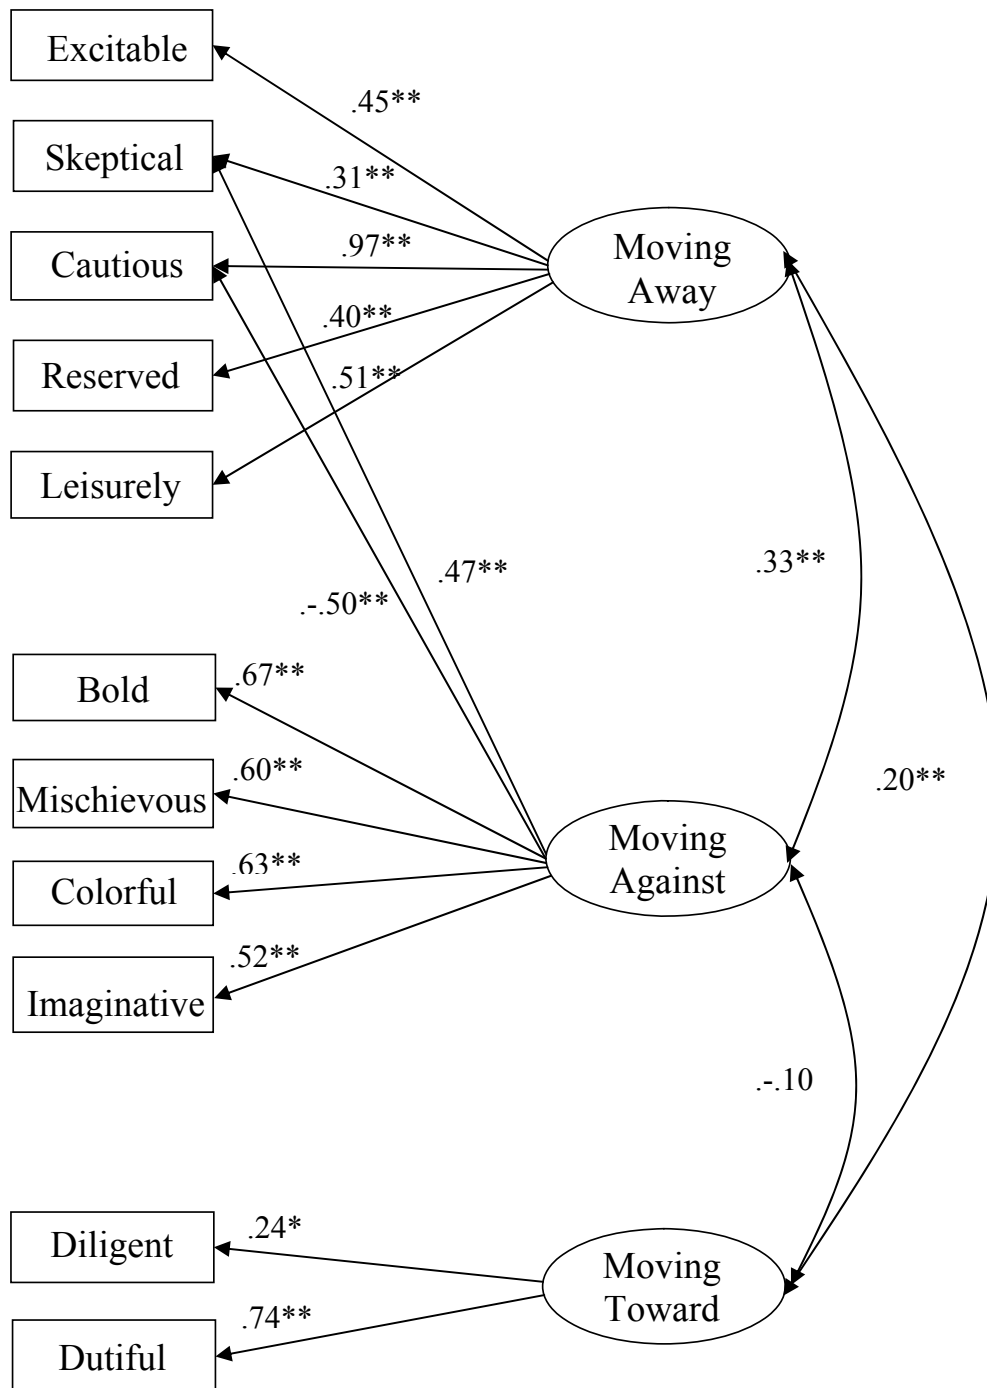 Excitable
.45**
Skeptical
.31**
Cautious
.97**
Moving
Away
Reserved
.40**
.51**
Leisurely
.47**
.33**
.-.50**
Bold
.67**
Mischievous
.60**
.20**
Moving
Against
Colorful
.63**
Imaginative
.52**
.-.10
Diligent
.24*
Moving
Toward
Dutiful
.74**